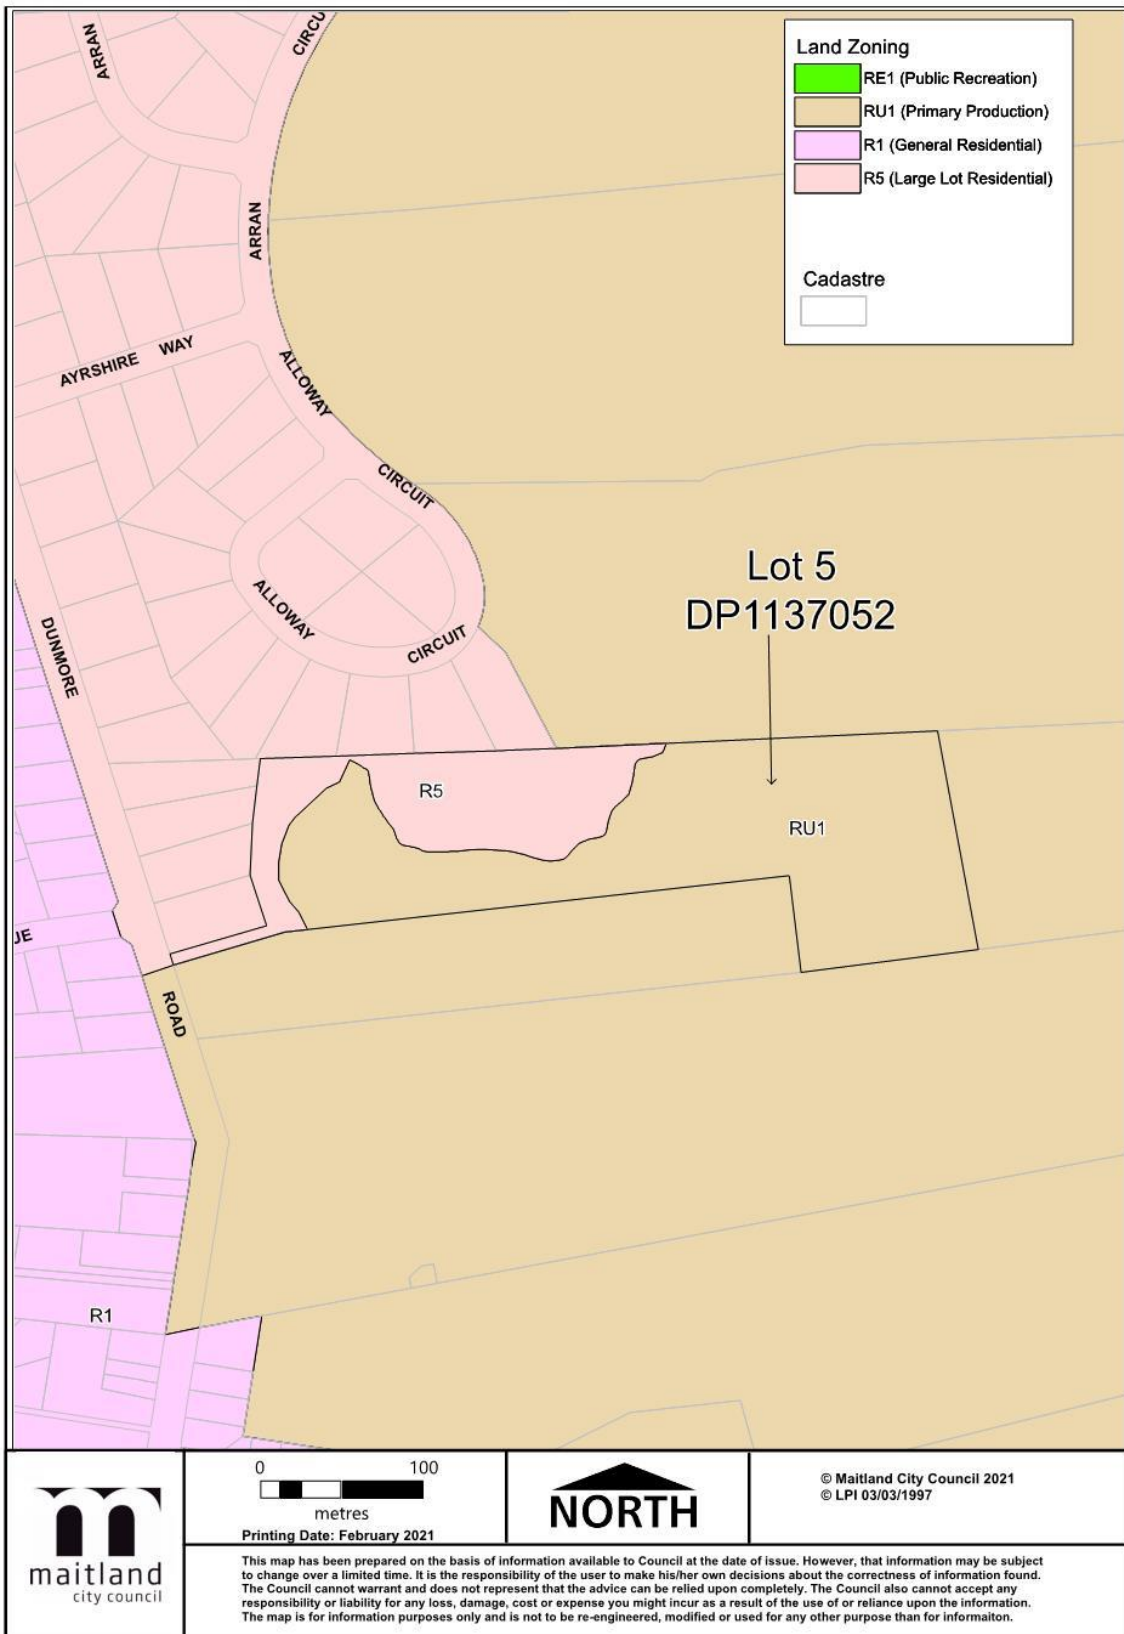 ARRAN
CIRCU
Land Zoning
RE1 (Public Recreation)
RU1 (Primary Production)
R1 (General Residential)
R5 (Large Lot Residential)
Cadastre
ARRAN
AYRSHIRE WAY
ALLOWAY
CIRCUIT
Lot 5
DP1137052
ALLOWAY
CIRCUIT
DUNMORE
R5
RU1
JE
ROAD
R1
maitland
city council
0 100
metres
Printing Date: February 2021
NORTH
© Maitland City Council 2021
© LPI 03/03/1997
This map has been prepared on the basis of information available to Council at the date of issue. However, that information may be subject
to change over a limited time. It is the responsibility of the user to make his/her own decisions about the correctness of information found.
The Council cannot warrant and does not represent that the advice can be relied upon completely. The Council also cannot accept any
responsibility or liability for any loss, damage, cost or expense you might incur as a result of the use of or reliance upon the information.
The map is for information purposes only and is not to be re-engineered, modified or used for any other purpose than for informaiton.